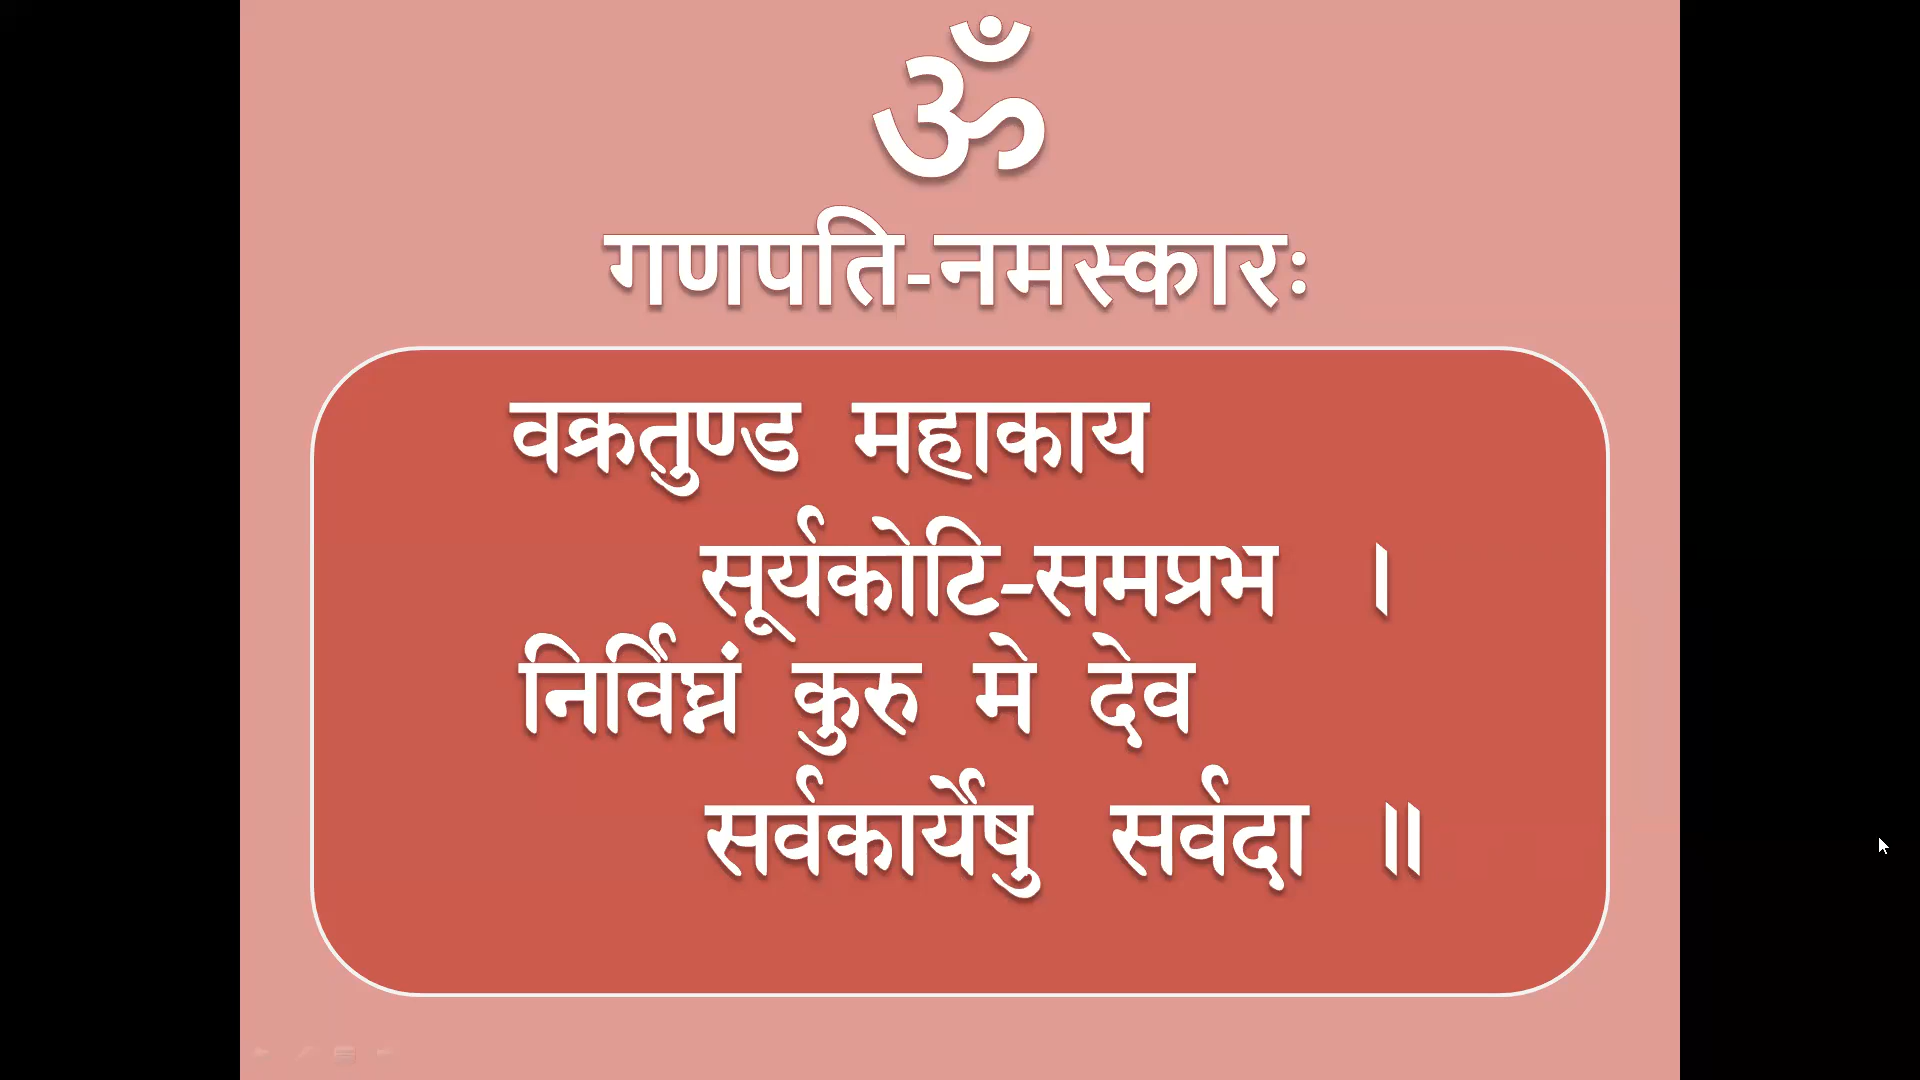 ॐ
गणपति-नमस्कारः
वक्रतुण्ड महाकाय
सूर्यकोटि-समप्रभ ।
निर्विघ्नं कुरु मे देव
सर्वकार्येषु सर्वदा ॥